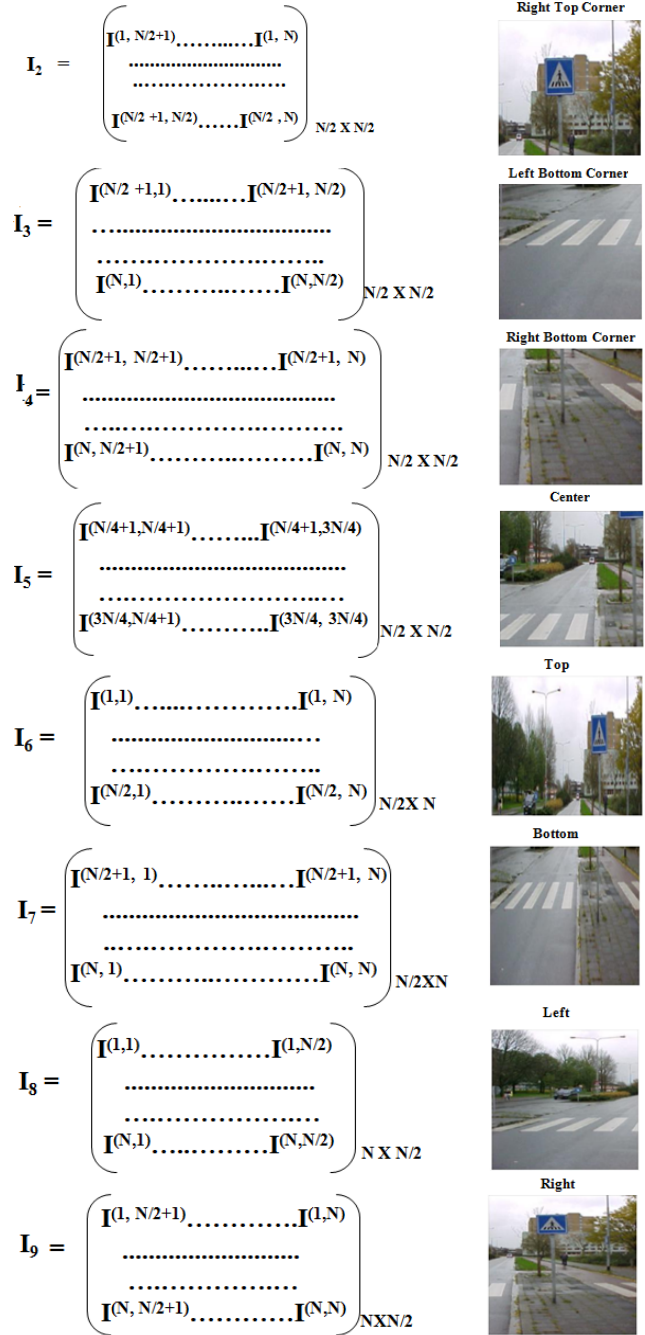 Right Top Corner
I(1, N/2+1)………...…I(1, N)
I2 =
..............................
..…..…………..….
I(N/2 +1, N/2)……I(N/2 , N)
N/2 X N/2
Left Bottom Corner
I(N/2 +1,1)…...…I(N/2+1, N/2)
I3 =
…...................................
…….………….……..
I(N,1)………..……I(N,N/2)
N/2 X N/2
Right Bottom Corner
I(N/2+1, N/2+1)……...…I(N/2+1, N)
I4 =
.......................................
…..……………..……….
I(N, N/2+1)………..………I(N, N)
N/2 X N/2
Center
I(N/4+1,N/4+1)……...I(N/4+1,3N/4)
I5 =
......................................
…..………………..…
I(3N/4,N/4+1)………..I(3N/4, 3N/4)
N/2 X N/2
Top
I(1,1)…...………….I(1, N)
I6 =
............................…
…..………….……..
I(N/2,1)………..……I(N/2, N)
N/2X N
Bottom
I(N/2+1, 1)……..…...…I(N/2+1, N)
I7 =
.......................................
..…..………….………..
I(N, 1)………..…………I(N, N)
N/2XN
Left
I(1,1)……………I(1,N/2)
I8 =
.............................
…..……………..…
I(N,1)…..………I(N,N/2)
N X N/2
Right
I(1, N/2+1)…………I(1,N)
I9 =
...........................
…..………..…
I(N, N/2+1)…………I(N,N)
NXN/2